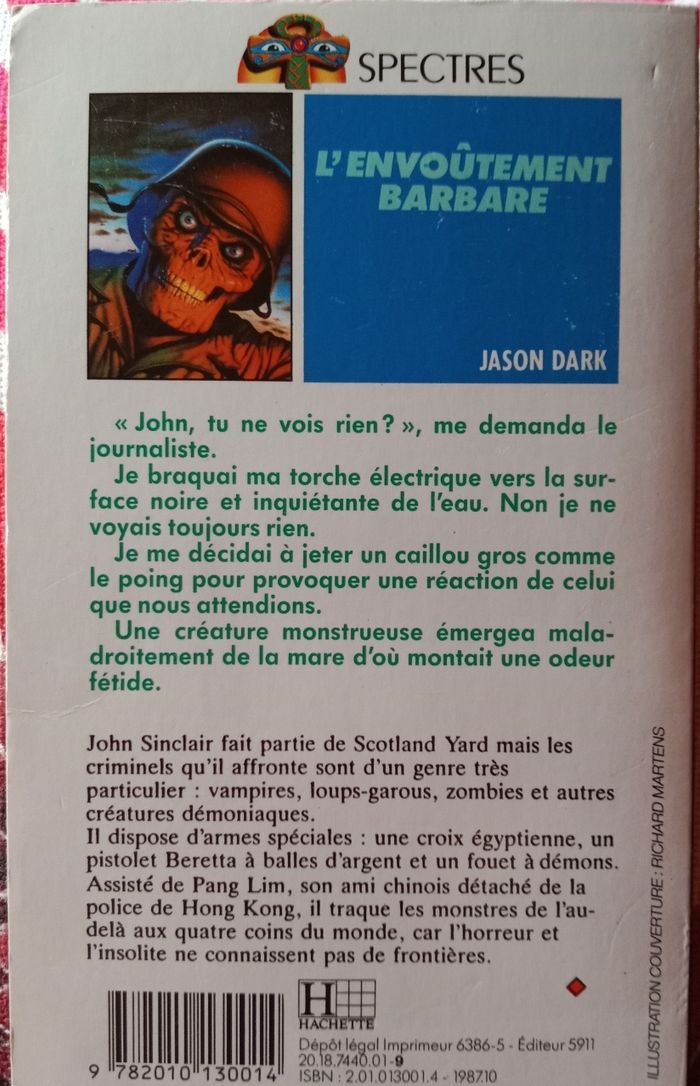 SPECTRES
L'ENVOÛTEMENT
BARBARE
JASON DARK
« John, tu ne vois rien ? », me demanda le
journaliste.
Je braquai ma torche électrique vers la sur-
face noire et inquiétante de l'eau. Non je ne
voyais toujours rien.
Je me décidai à jeter un caillou gros comme
le poing pour provoquer une réaction de celui
que nous attendions.
Une créature monstrueuse émergea mala-
droitement de la mare d'où montait une odeur
fétide.
John Sinclair fait partie de Scotland Yard mais les
criminels qu'il affronte sont d'un genre très
particulier : vampires, loups-garous, zombies et autres
créatures démoniaques.
Il dispose d'armes spéciales : une croix égyptienne, un
pistolet Beretta à balles d'argent et un fouet à démons.
Assisté de Pang Lim, son ami chinois détaché de la
police de Hong Kong, il traque les monstres de l'au-
delà aux quatre coins du monde, car l'horreur et
l'insolite ne connaissent pas de frontières.
ILLUSTRATION COUVERTURE : RICHARD MARTENS
H
HACHETTE
Dépôt légal Imprimeur 6386-5 - Éditeur 5911
20.18.7440.01-9
ISBN : 2.01.013001.4 - 198710
9 782010 130014